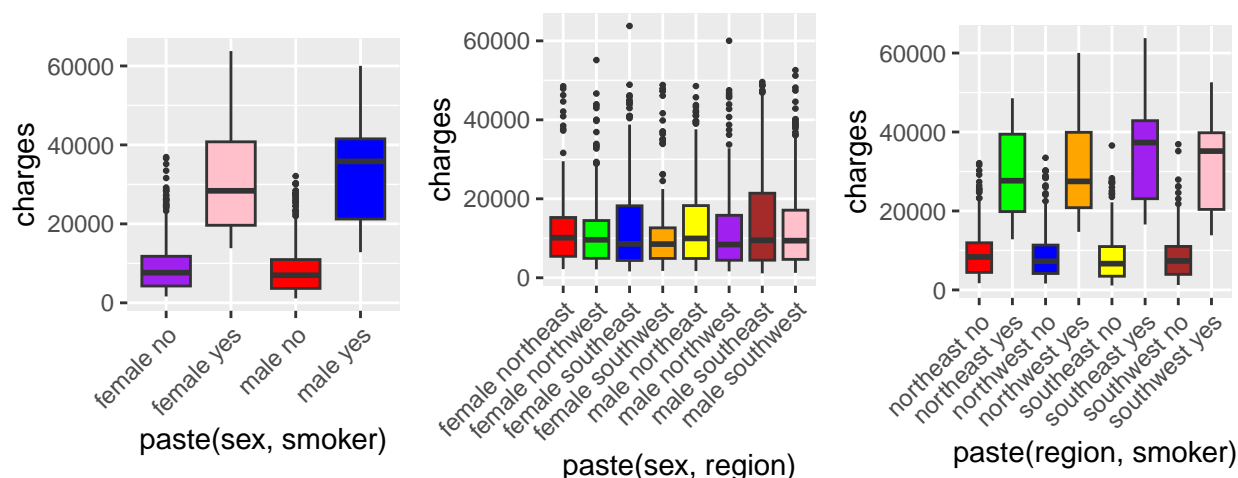 charges
60000
40000
20000
0
female no
female yes
male no
male yes
paste(sex, smoker)
charges
60000
40000
20000
0
female northeast
female northwest
female southeast
female southwest
male northeast
male northwest
male southeast
male southwest
paste(sex, region)
charges
60000
40000
20000
0
northeast no
northeast yes
northwest no
northwest yes
southeast no
southeast yes
southwest no
southwest yes
paste(region, smoker)